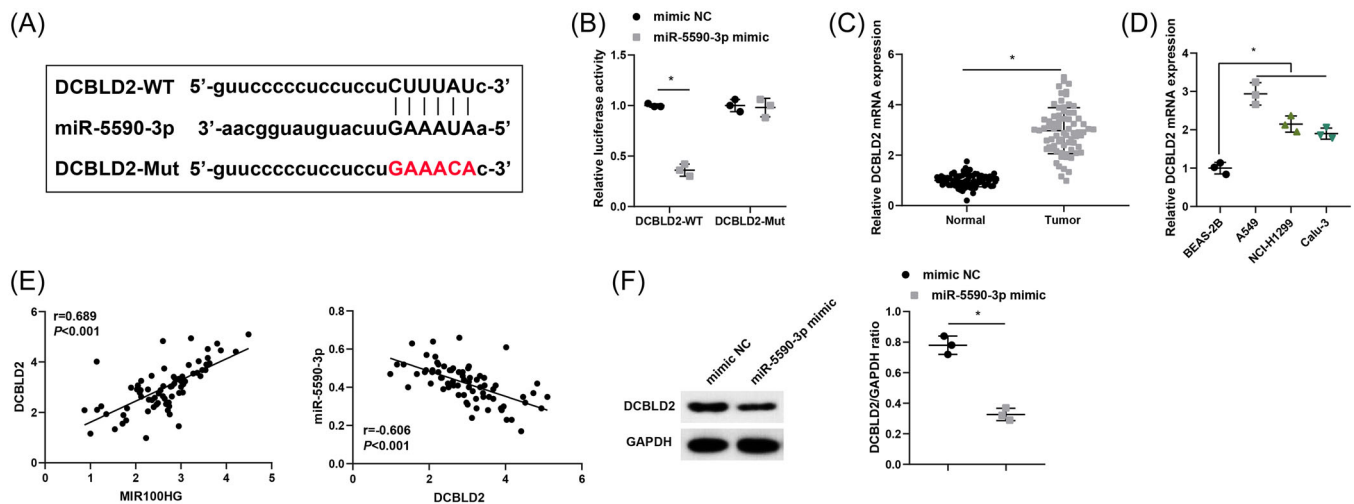 (A)
DCBLD2-WT 5’-guucccccuccuccuCUUUAUc-3’
miR-5590-3p 3’-aacgguauguacuuGAAAUAa-5’
DCBLD2-Mut 5’-guucccccuccuccuGAAACAc-3’
(B)
mimic NC
miR-5590-3p mimic
Relative luciferase activity
1.5
1.0
0.5
0.0
*
DCBLD2-WT DCBLD2-Mut
(C)
Relative DCBLD2 mRNA expression
6
4
2
0
*
Normal Tumor
(D)
Relative DCBLD2 mRNA expression
4
3
2
1
0
*
BEAS-2B
A549
NCI-H1299
Calu-3
(E)
r=0.689
P<0.001
DCBLD2
6
4
2
0
0 1 2 3 4 5
MIR100HG
miR-5590-3p
0.8
0.6
0.4
0.2
0.0
r=-0.606
P<0.001
0 2 4 6
DCBLD2
(F)
mimic NC
miR-5590-3p mimic
DCBLD2
GAPDH
mimic NC
miR-5590-3p mimic
DCBLD2/GAPDH ratio
1.0
0.8
0.6
0.4
0.2
0.0
*